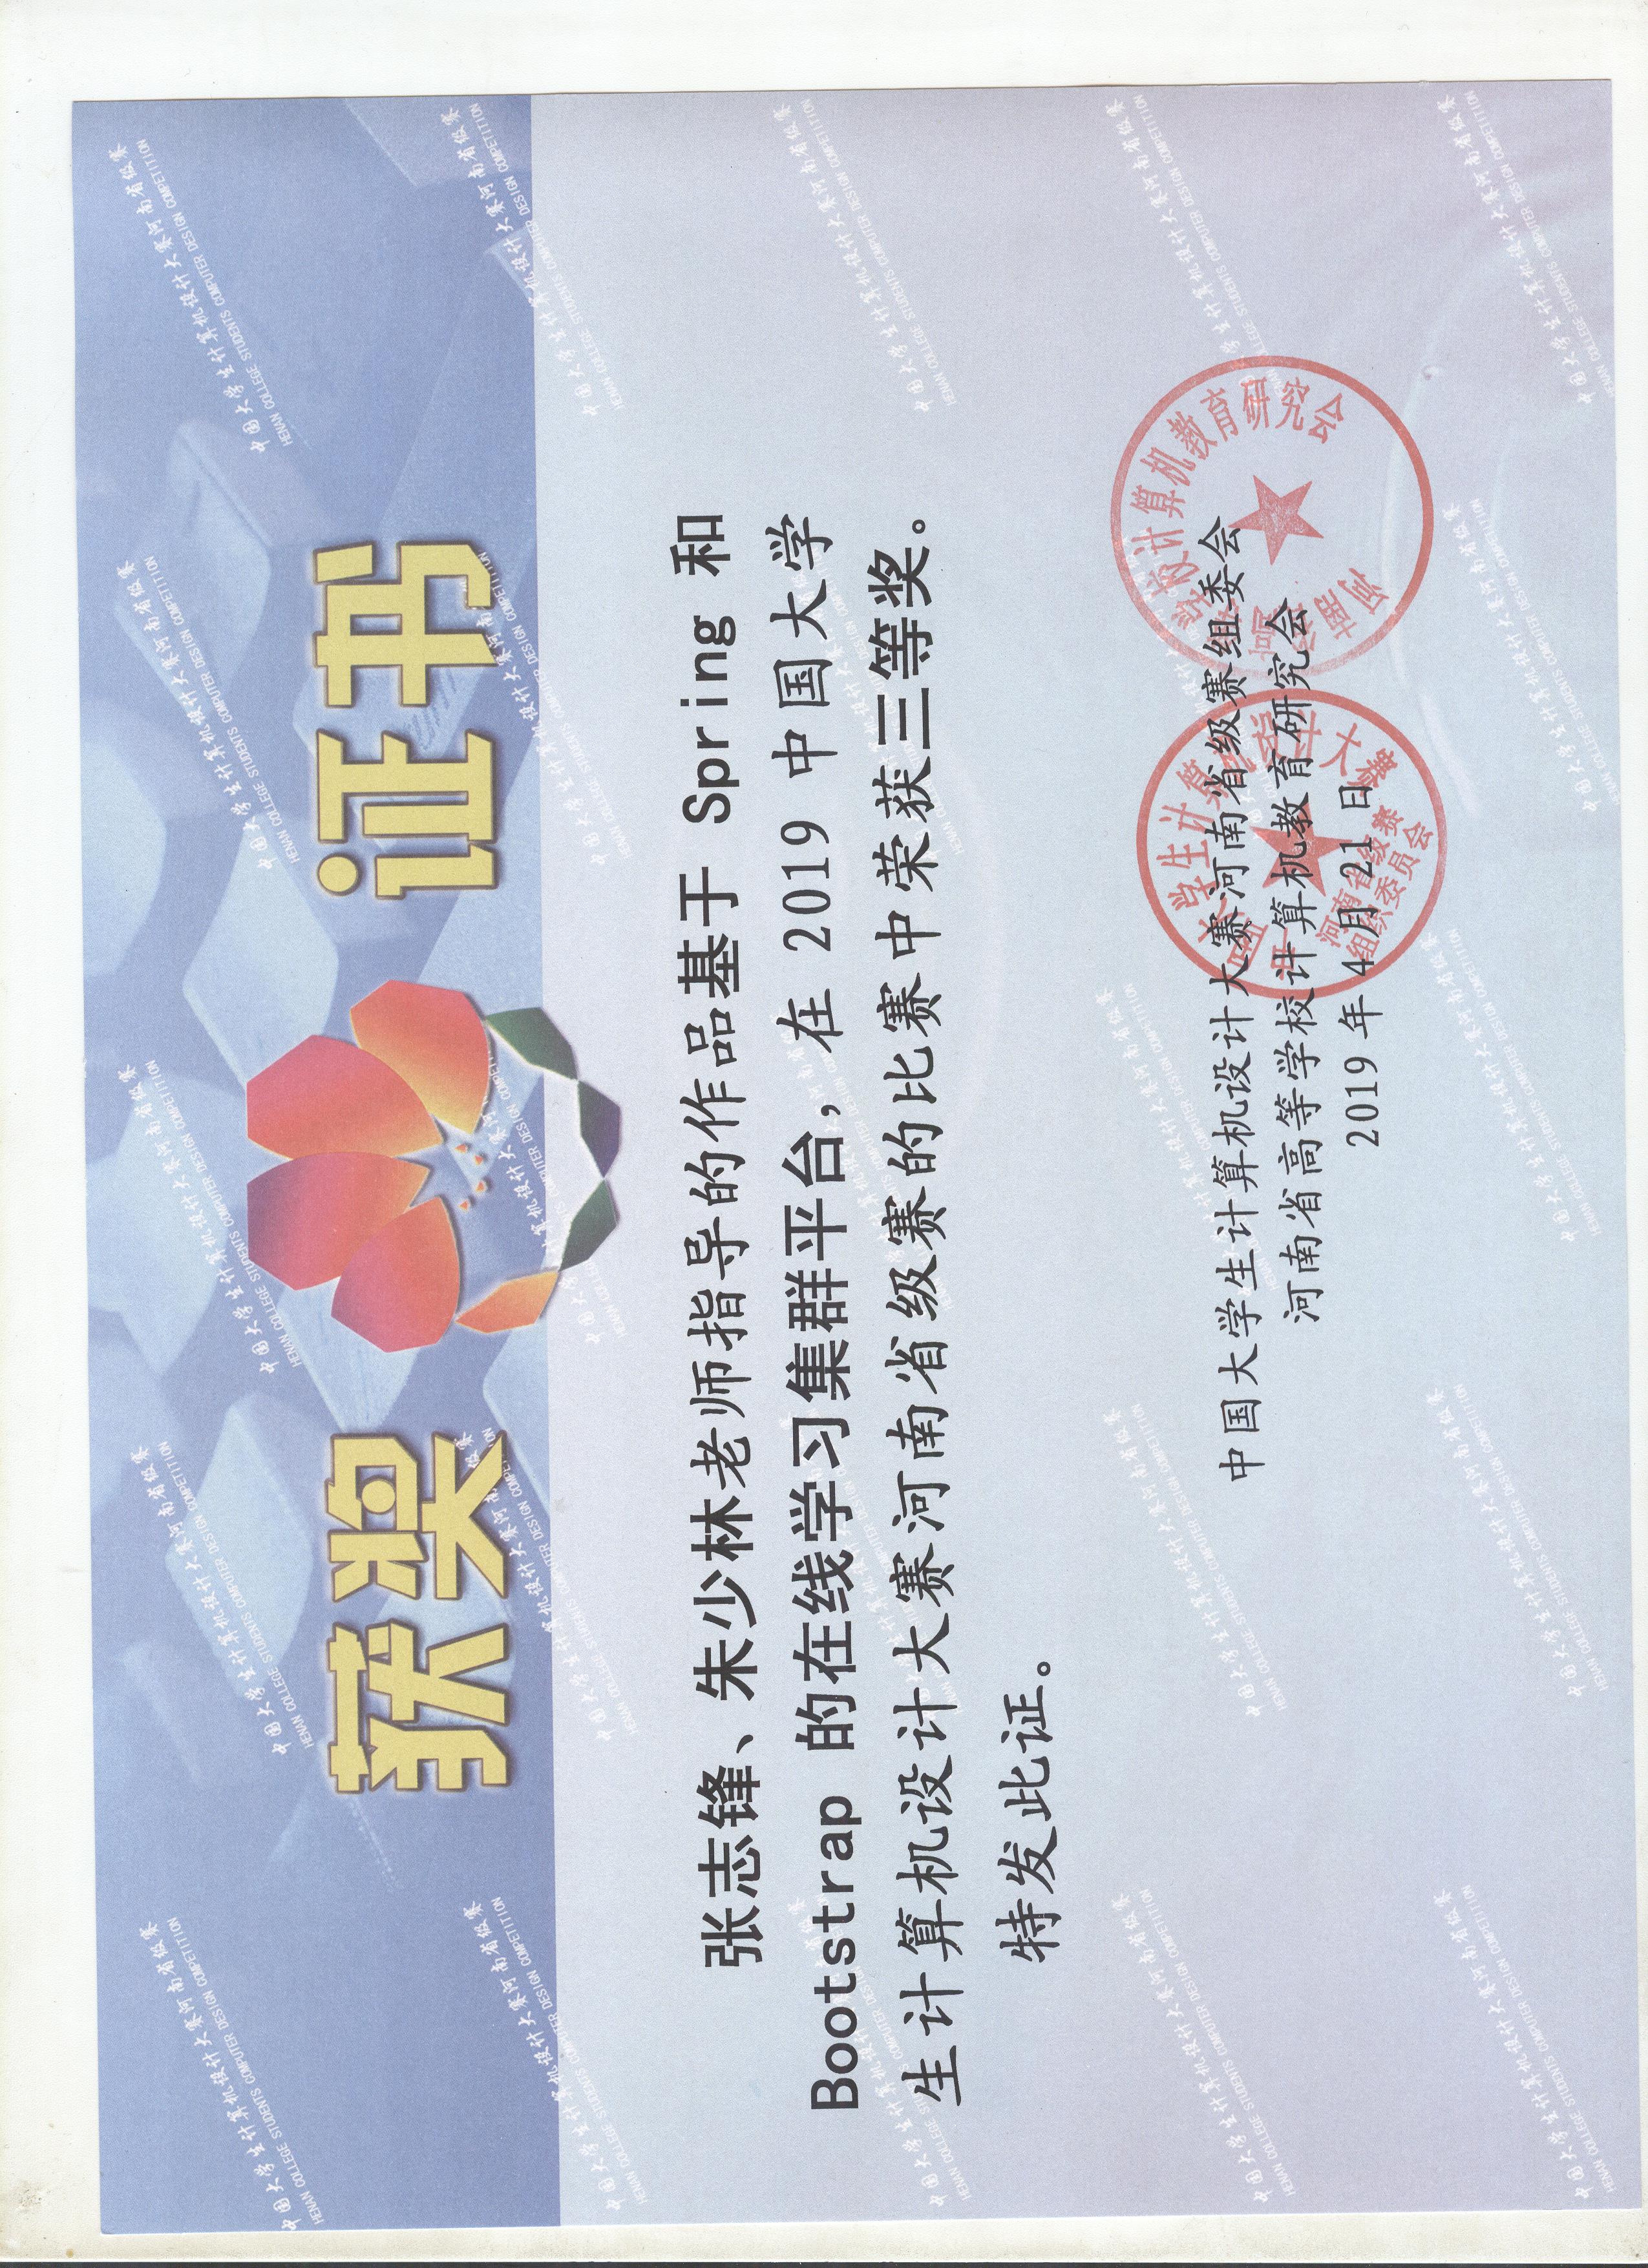 获奖 证书
张志锋、朱少林老师指导的作品基于 Spring 和
Bootstrap 的在线学习集群平台，在 2019 中国大学
生计算机设计大赛河南省级赛的比赛中荣获三等奖。
特发此证。
中国大学生计算机设计大赛河南省级赛组委会
河南省高等学校计算机教育研究会
2019 年 4 月 21 日
中国大学生计算机设计大赛
河南省级赛
组织委员会
河南省高等学校计算机教育研究会
中国大学生计算机设计大赛河南省级赛
HENAN COLLEGE STUDENTS COMPUTER DESIGN COMPETITION